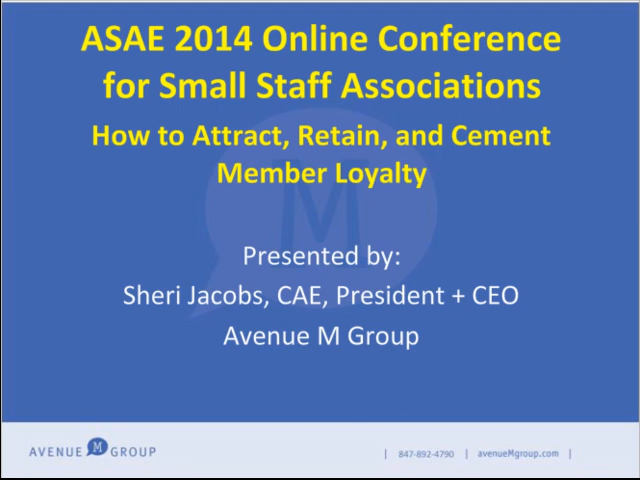 ASAE 2014 Online Conference
for Small Staff Associations
How to Attract, Retain, and Cement
Member Loyalty
M
Presented by:
Sheri Jacobs, CAE, President + CEO
Avenue M Group
AVENUE M GROUP
| 847-892-4790 | avenueMgroup.com |